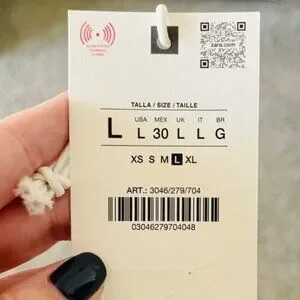 zara.com
TALLA / SIZE / TAILLE
USA MEX UK IT BR
L L 30 L L G
XS S M L XL
ART.: 3046/279/704
03046279704048